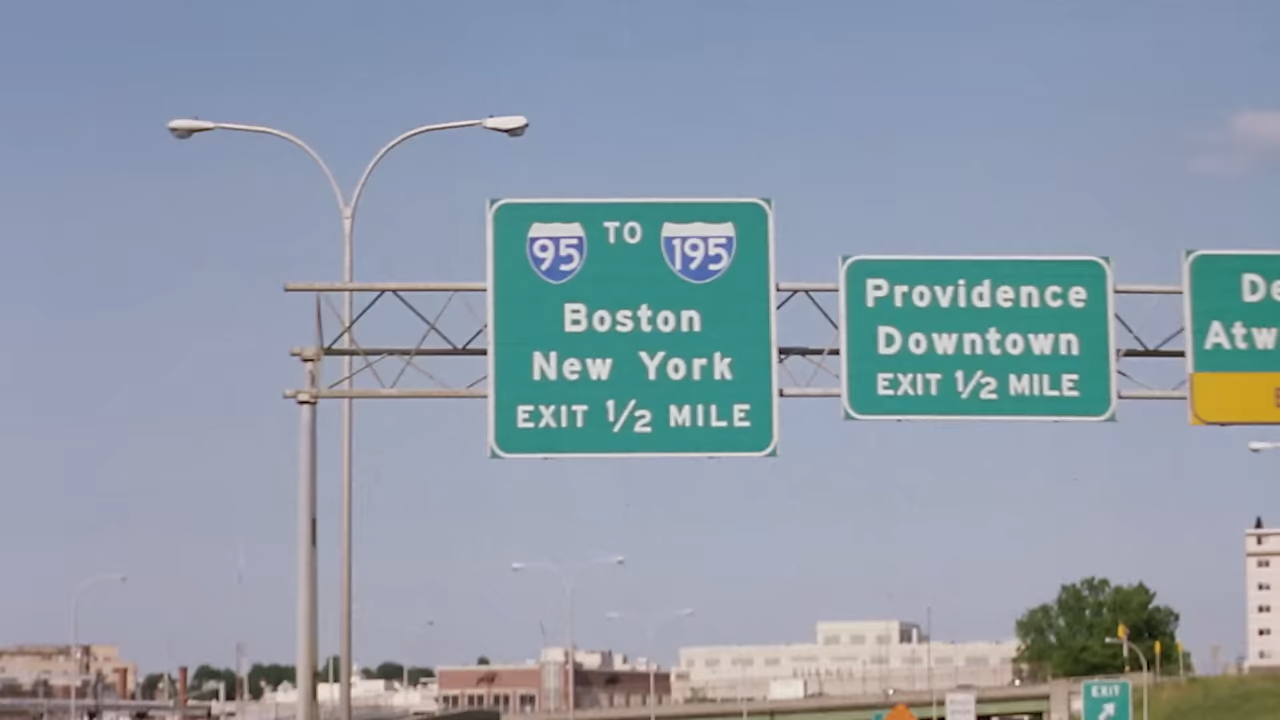 95 TO 195
Boston
New York
EXIT 1/2 MILE
Providence
Downtown
EXIT 1/2 MILE
EXIT